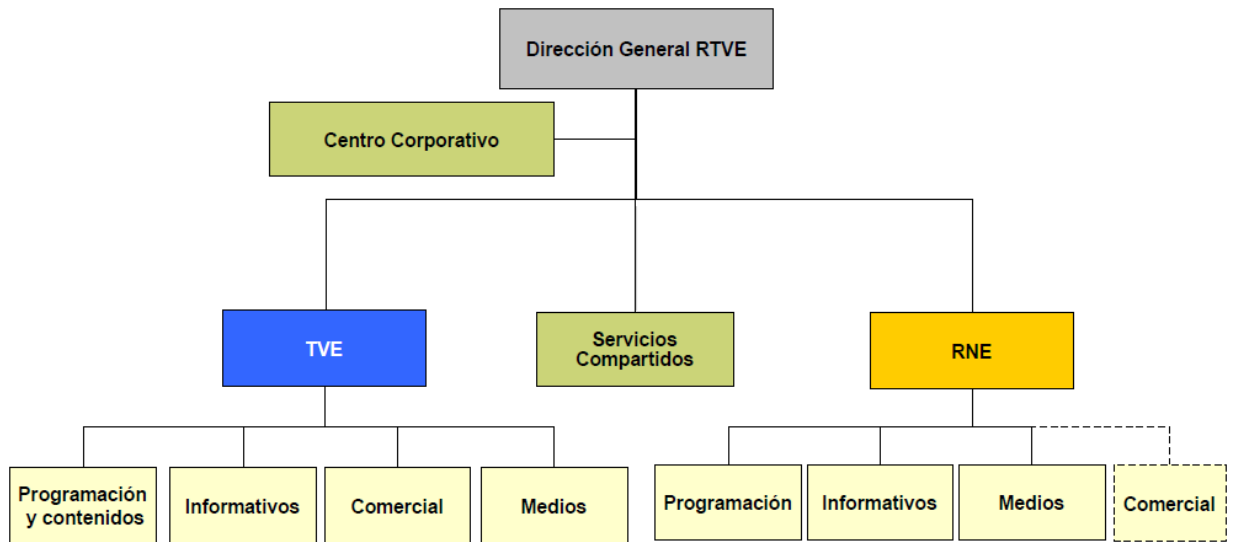 Dirección General RTVE
Centro Corporativo
TVE
Servicios
Compartidos
RNE
Programación
y contenidos
Informativos
Comercial
Medios
Programación
Informativos
Medios
Comercial